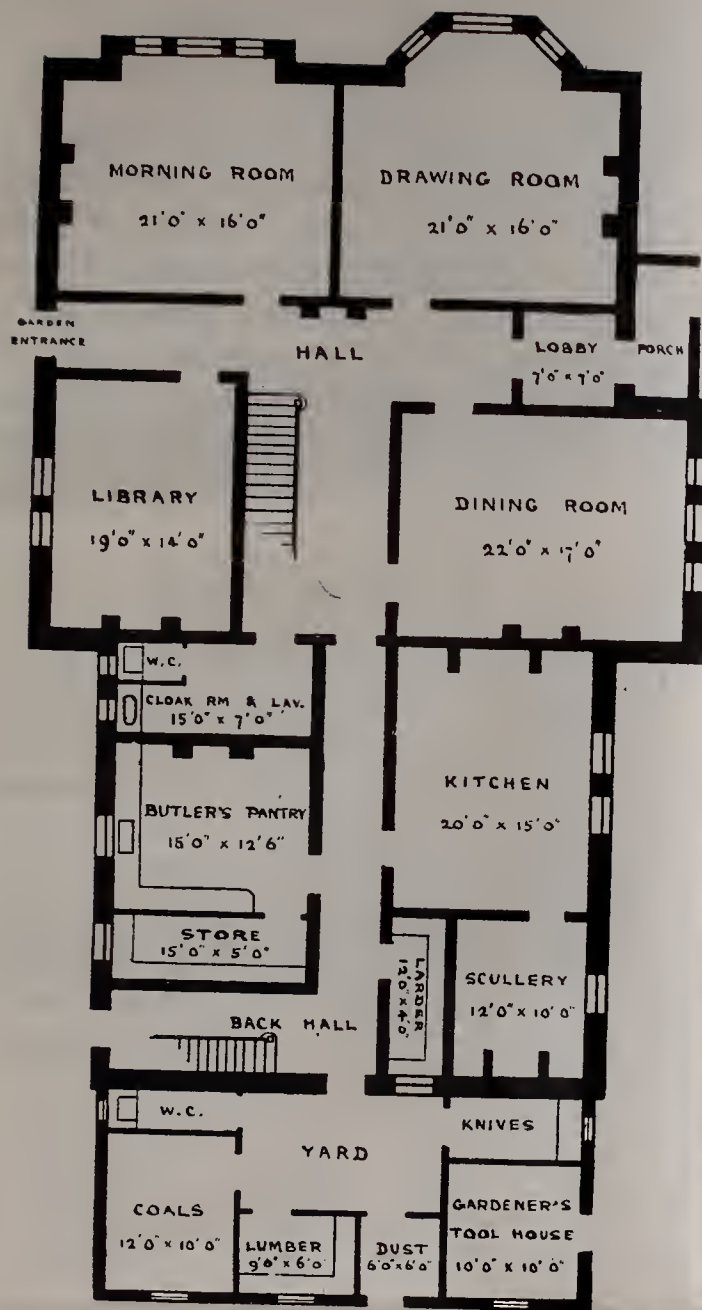 MORNING ROOM
21'0" x 16'0"
DRAWING ROOM
21'0" x 16'0"
GARDEN
ENTRANCE
HALL
LOBBY
7'0" x 7'0"
PORCH
LIBRARY
19'0" x 14'0"
DINING ROOM
22'0" x 17'0"
W.C.
CLOAK RM & LAV.
15'0" x 7'0"
BUTLER'S PANTRY
15'0" x 12'6"
KITCHEN
20'0" x 15'0"
STORE
15'0" x 5'0"
LARDER
12'0" x 4'0"
SCULLERY
12'0" x 10'0"
BACK HALL
W.C.
YARD
KNIVES
COALS
12'0" x 10'0"
LUMBER
9'0" x 6'0"
DUST
6'0" x 6'0"
GARDENER'S
TOOL HOUSE
10'0" x 10'0"